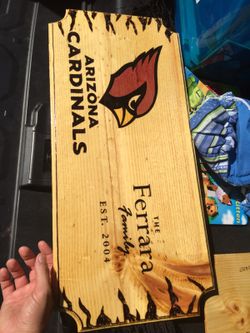 ARIZONA
CARDINALS
THE
Ferrara
Family
EST. 2004